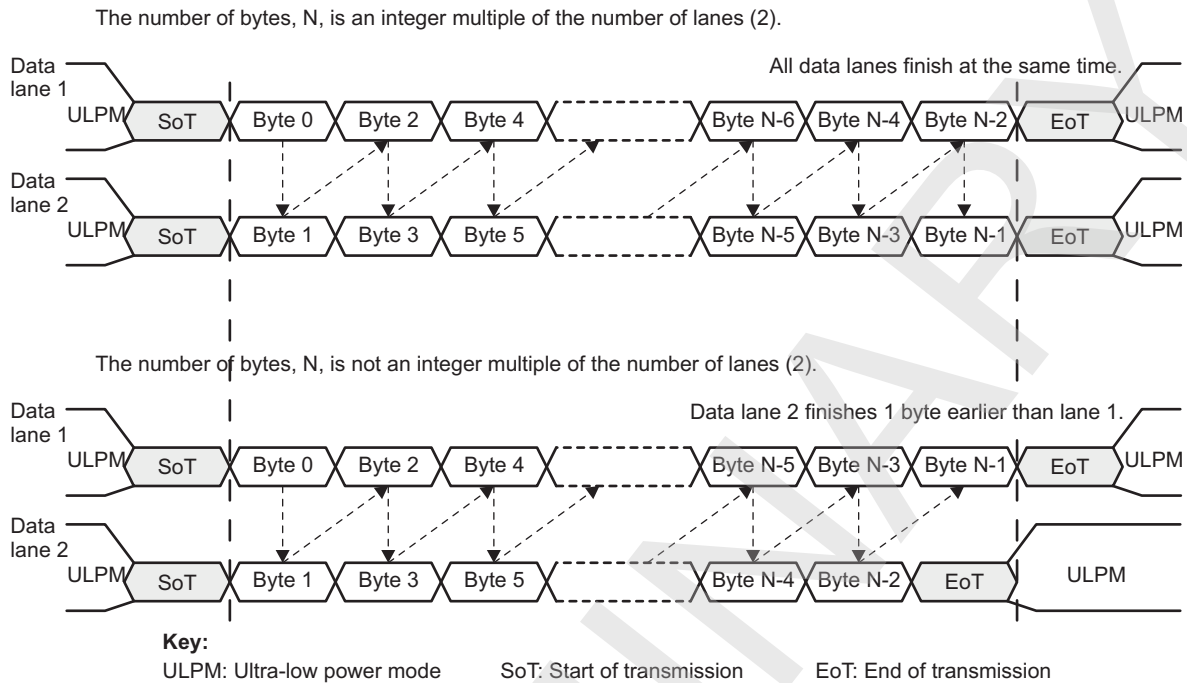 The number of bytes, N, is an integer multiple of the number of lanes (2).
Data lane 1
All data lanes finish at the same time.
ULPM SoT Byte 0 Byte 2 Byte 4 Byte N-6 Byte N-4 Byte N-2 EoT ULPM
Data lane 2
ULPM SoT Byte 1 Byte 3 Byte 5 Byte N-5 Byte N-3 Byte N-1 EoT ULPM
The number of bytes, N, is not an integer multiple of the number of lanes (2).
Data lane 1
Data lane 2 finishes 1 byte earlier than lane 1.
ULPM SoT Byte 0 Byte 2 Byte 4 Byte N-5 Byte N-3 Byte N-1 EoT ULPM
Data lane 2
ULPM SoT Byte 1 Byte 3 Byte 5 Byte N-4 Byte N-2 EoT ULPM
Key:
ULPM: Ultra-low power mode SoT: Start of transmission EoT: End of transmission
INARY